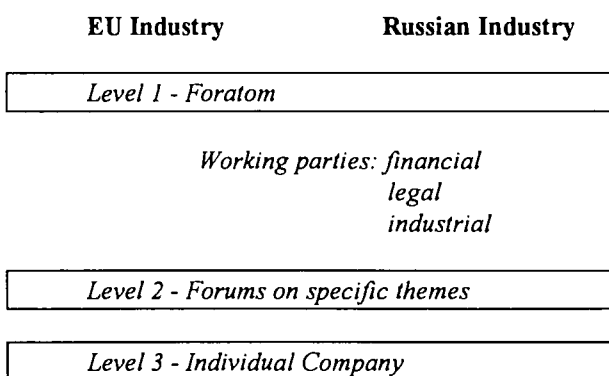 EU Industry Russian Industry
Level 1 - Foratom
Working parties: financial
legal
industrial
Level 2 - Forums on specific themes
Level 3 - Individual Company